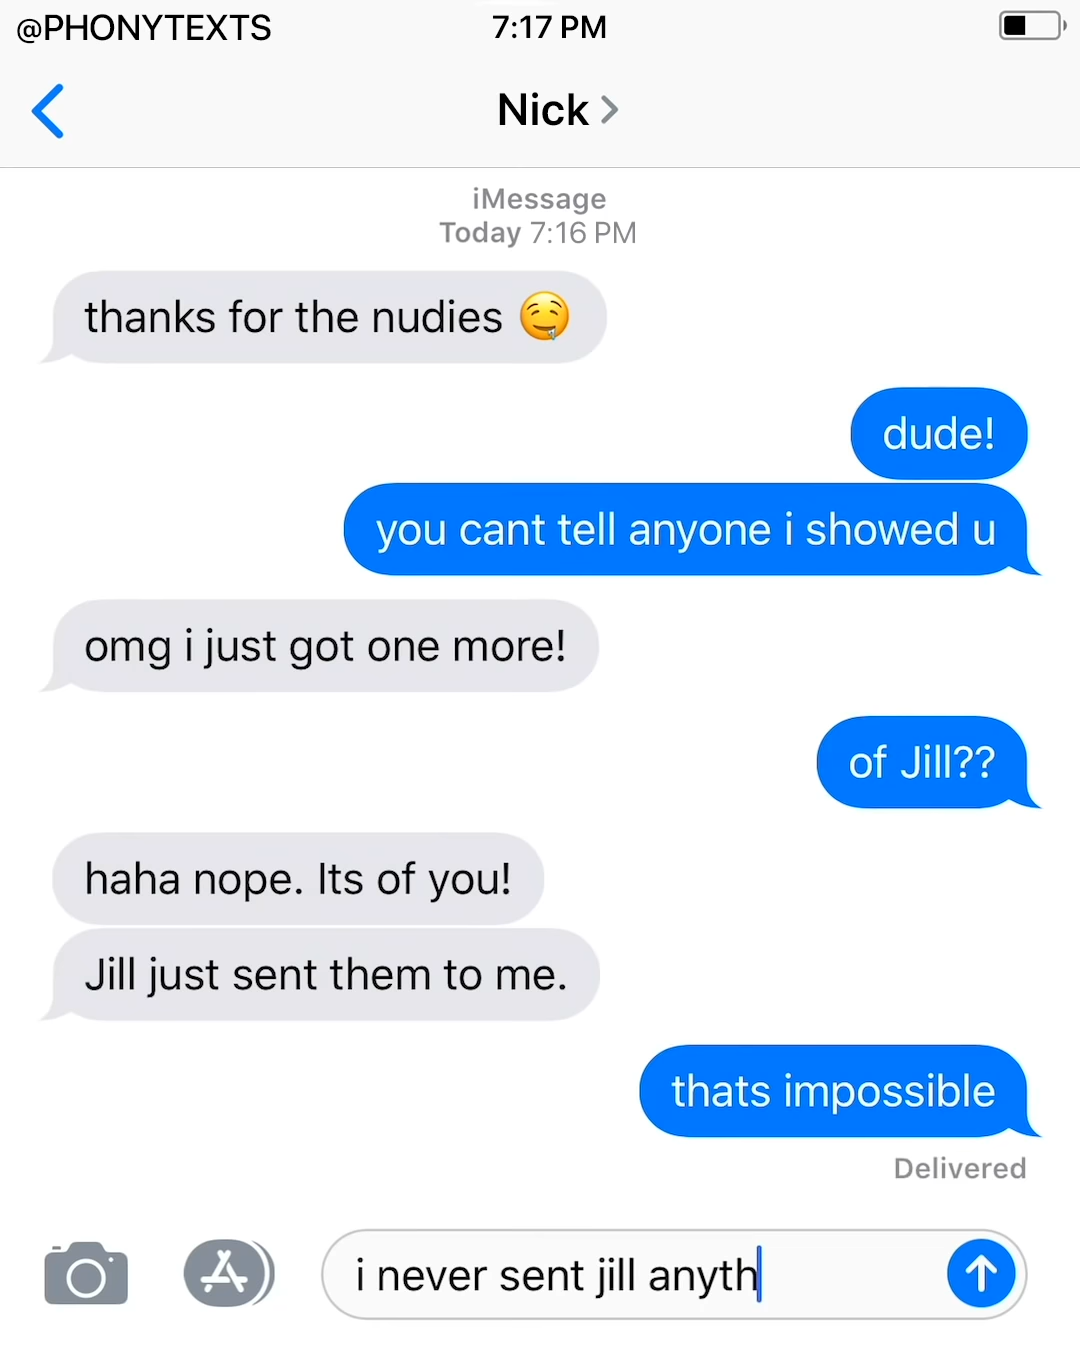 @PHONYTEXTS
7:17 PM
Nick
iMessage
Today 7:16 PM
thanks for the nudies 🤤
dude!
you cant tell anyone i showed u
omg i just got one more!
of Jill??
haha nope. Its of you!
Jill just sent them to me.
thats impossible
Delivered
i never sent jill anyth